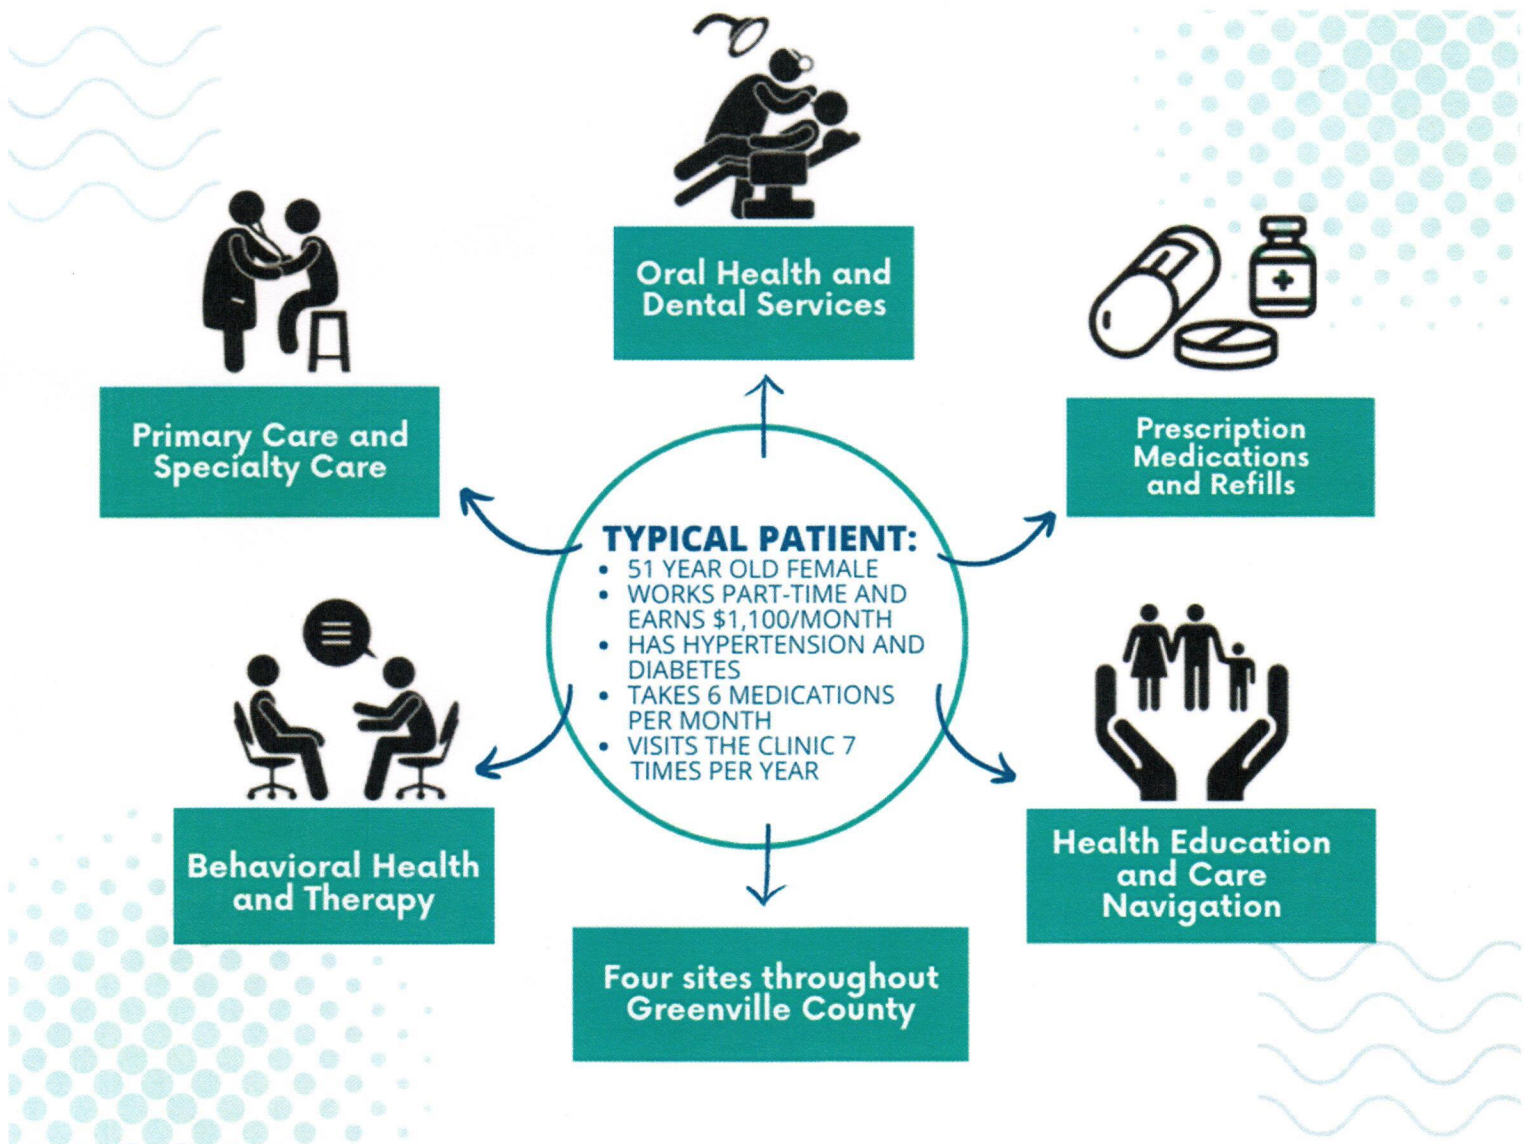 Oral Health and
Dental Services
Primary Care and
Specialty Care
Prescription
Medications
and Refills
TYPICAL PATIENT:
• 51 YEAR OLD FEMALE
• WORKS PART-TIME AND
EARNS $1,100/MONTH
• HAS HYPERTENSION AND
DIABETES
• TAKES 6 MEDICATIONS
PER MONTH
• VISITS THE CLINIC 7
TIMES PER YEAR
Behavioral Health
and Therapy
Health Education
and Care
Navigation
Four sites throughout
Greenville County